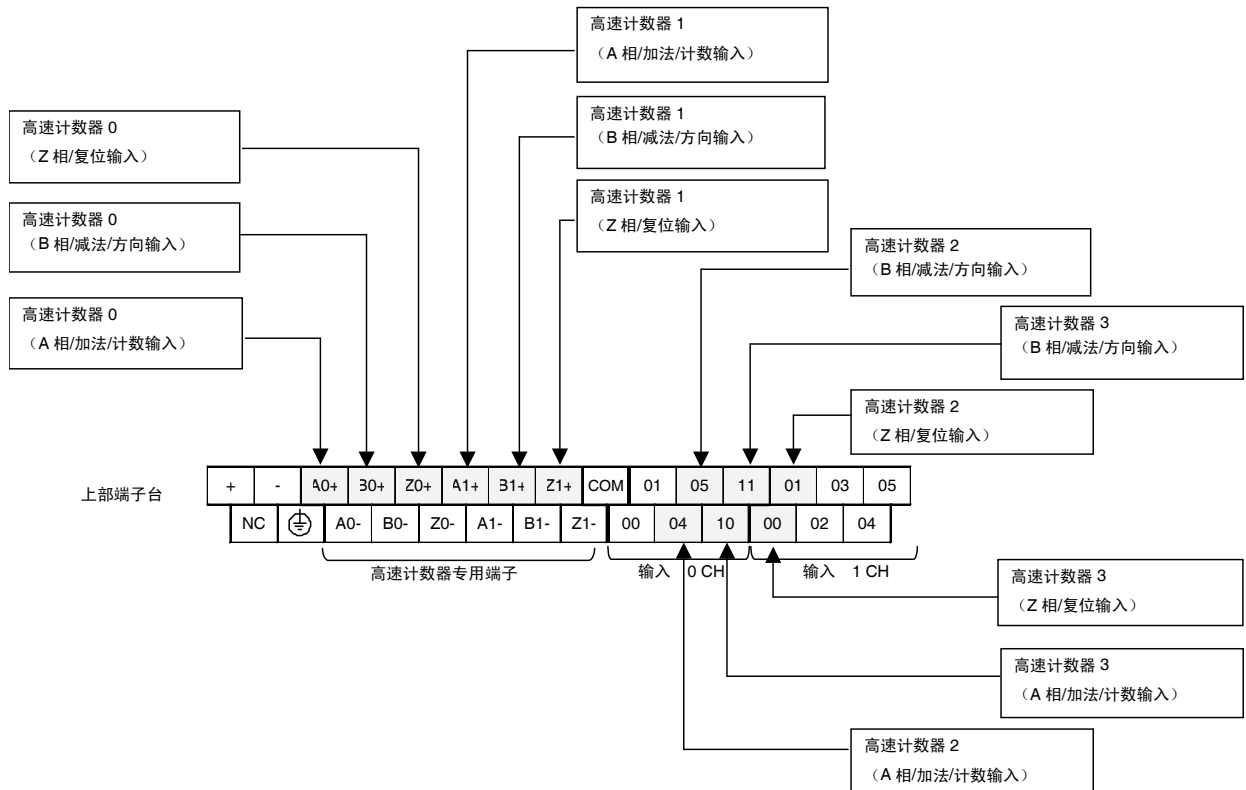 高速计数器 1
（A 相/加法/计数输入）
高速计数器 0
（Z 相/复位输入）
高速计数器 1
（B 相/减法/方向输入）
高速计数器 1
（Z 相/复位输入）
高速计数器 0
（B 相/减法/方向输入）
高速计数器 2
（B 相/减法/方向输入）
高速计数器 0
（A 相/加法/计数输入）
高速计数器 3
（B 相/减法/方向输入）
高速计数器 2
（Z 相/复位输入）
上部端子台
+ - A0+ B0+ Z0+ A1+ B1+ Z1+ COM 01 05 11 01 03 05
NC A0- B0- Z0- A1- B1- Z1- 00 04 10 00 02 04
高速计数器专用端子 输入 0 CH 输入 1 CH
高速计数器 3
（Z 相/复位输入）
高速计数器 3
（A 相/加法/计数输入）
高速计数器 2
（A 相/加法/计数输入）